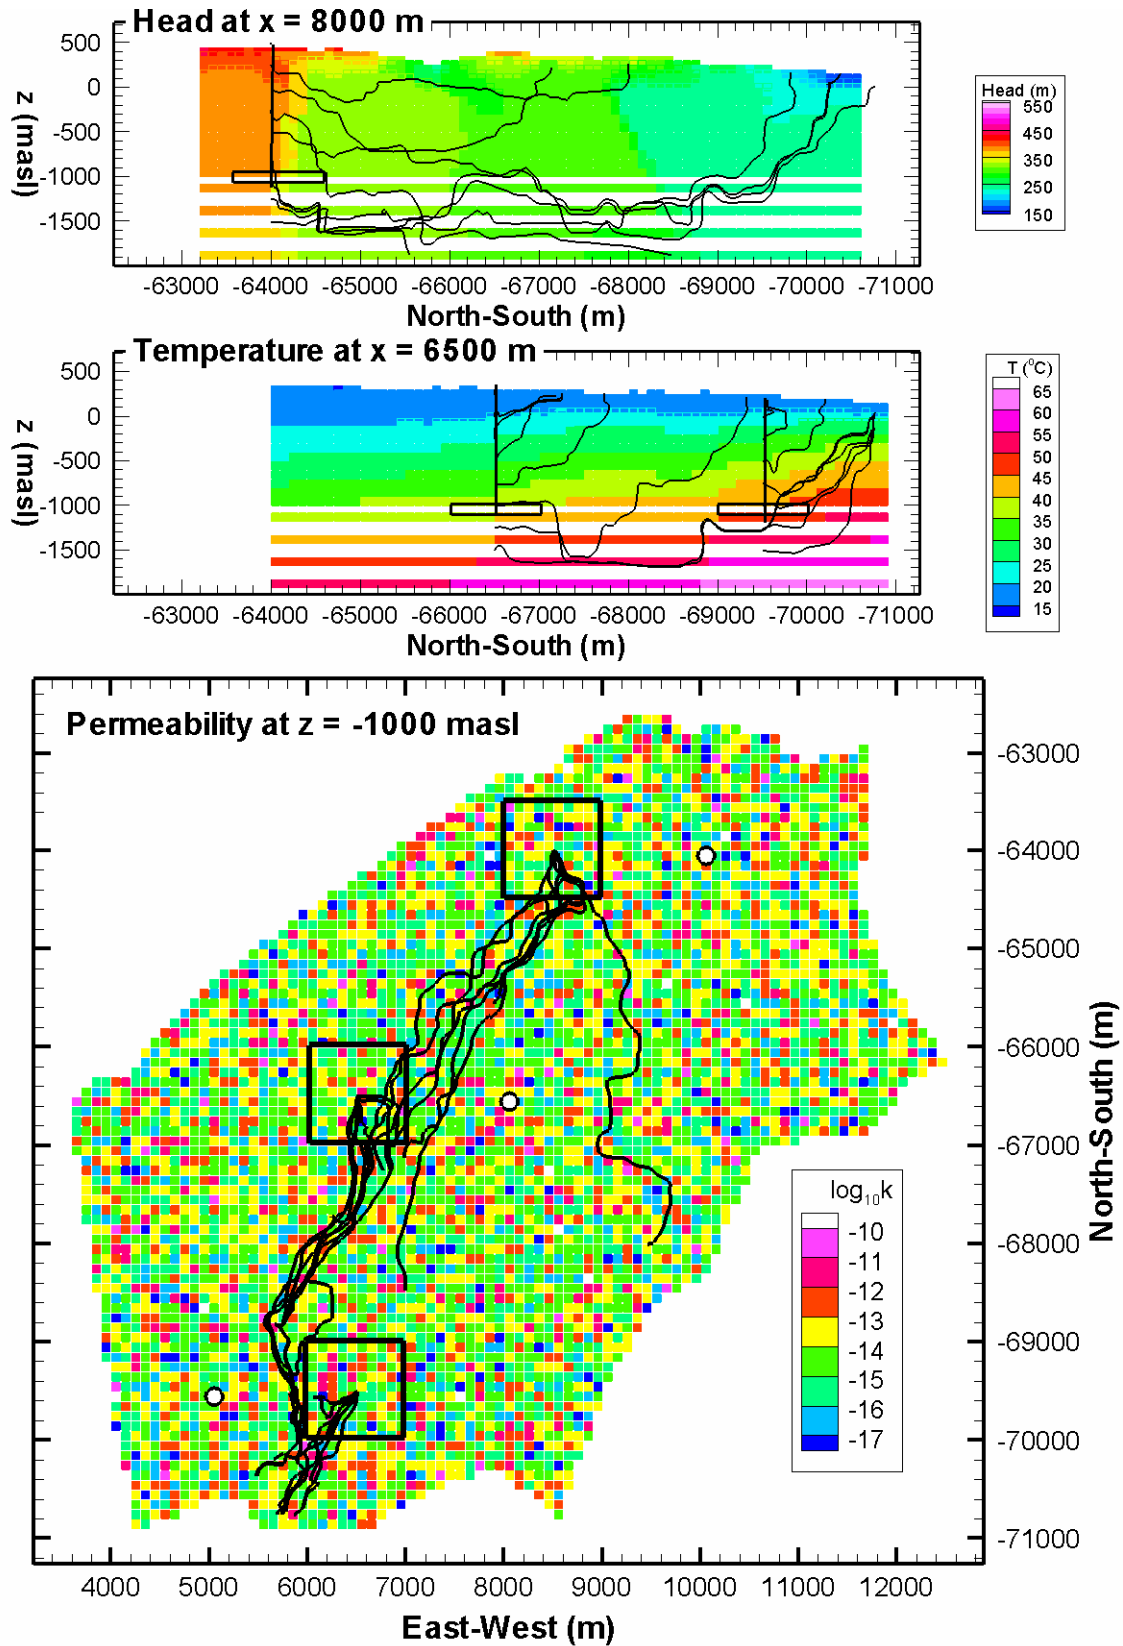 Head at x = 8000 m
500
0
-500
-1000
-1500
z (masl)
-63000 -64000 -65000 -66000 -67000 -68000 -69000 -70000 -71000
North-South (m)
Head (m)
550
450
350
250
150
Temperature at x = 6500 m
500
0
-500
-1000
-1500
z (masl)
-63000 -64000 -65000 -66000 -67000 -68000 -69000 -70000 -71000
North-South (m)
T (⁰C)
65
60
55
50
45
40
35
30
25
20
15
Permeability at z = -1000 masl
-63000
-64000
-65000
-66000
-67000
-68000
-69000
-70000
-71000
North-South (m)
log₁₀k
-10
-11
-12
-13
-14
-15
-16
-17
4000 5000 6000 7000 8000 9000 10000 11000 12000
East-West (m)